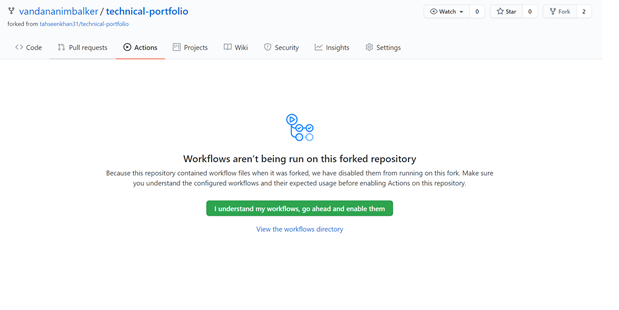 vandananimbalker / technical-portfolio
Watch 0 Star 0 Fork 2
forked from tahseenkhan31/technical-portfolio
Code Pull requests Actions Projects Wiki Security Insights Settings
Workflows aren't being run on this forked repository
Because this repository contained workflow files when it was forked, we have disabled them from running on this fork. Make sure
you understand the configured workflows and their expected usage before enabling Actions on this repository.
I understand my workflows, go ahead and enable them
View the workflows directory